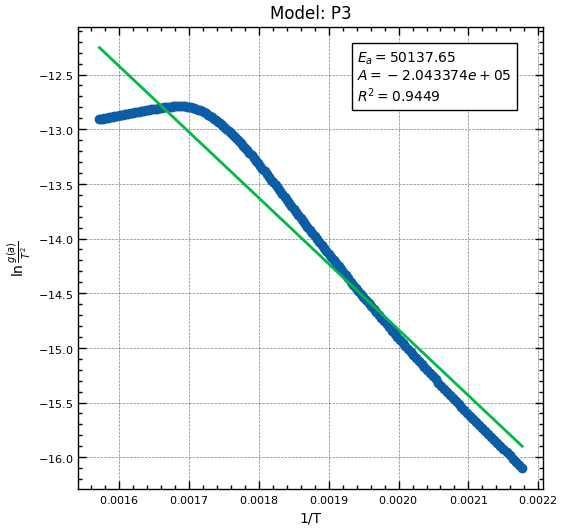 Model: P3
E_a = 50137.65
A = −2.043374e + 05
R² = 0.9449
−12.5
−13.0
−13.5
−14.0
−14.5
−15.0
−15.5
−16.0
ln g(a)/T²
0.0016 0.0017 0.0018 0.0019 0.0020 0.0021 0.0022
1/T